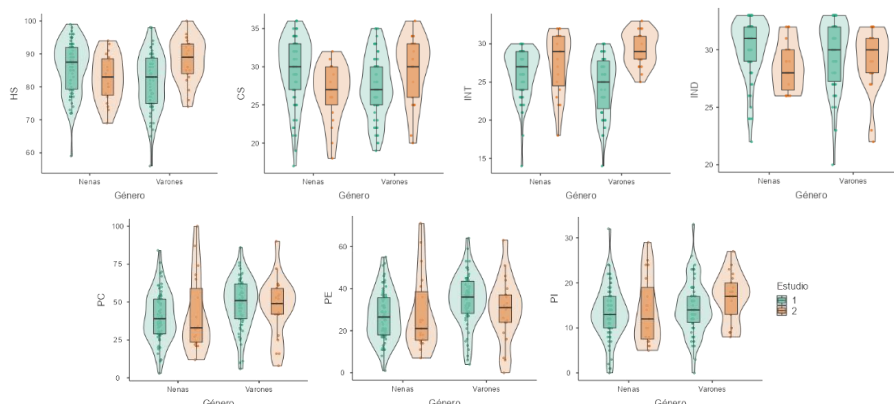 HS
100
90
80
70
60
Nenas
Varones
Género
CS
35
30
25
20
Nenas
Varones
Género
INT
30
25
20
15
Nenas
Varones
Género
IND
30
25
20
Nenas
Varones
Género
PC
100
75
50
25
0
Nenas
Varones
Género
PE
60
40
20
0
Nenas
Varones
Género
PI
30
20
10
0
Nenas
Varones
Género
Estudio
1
2